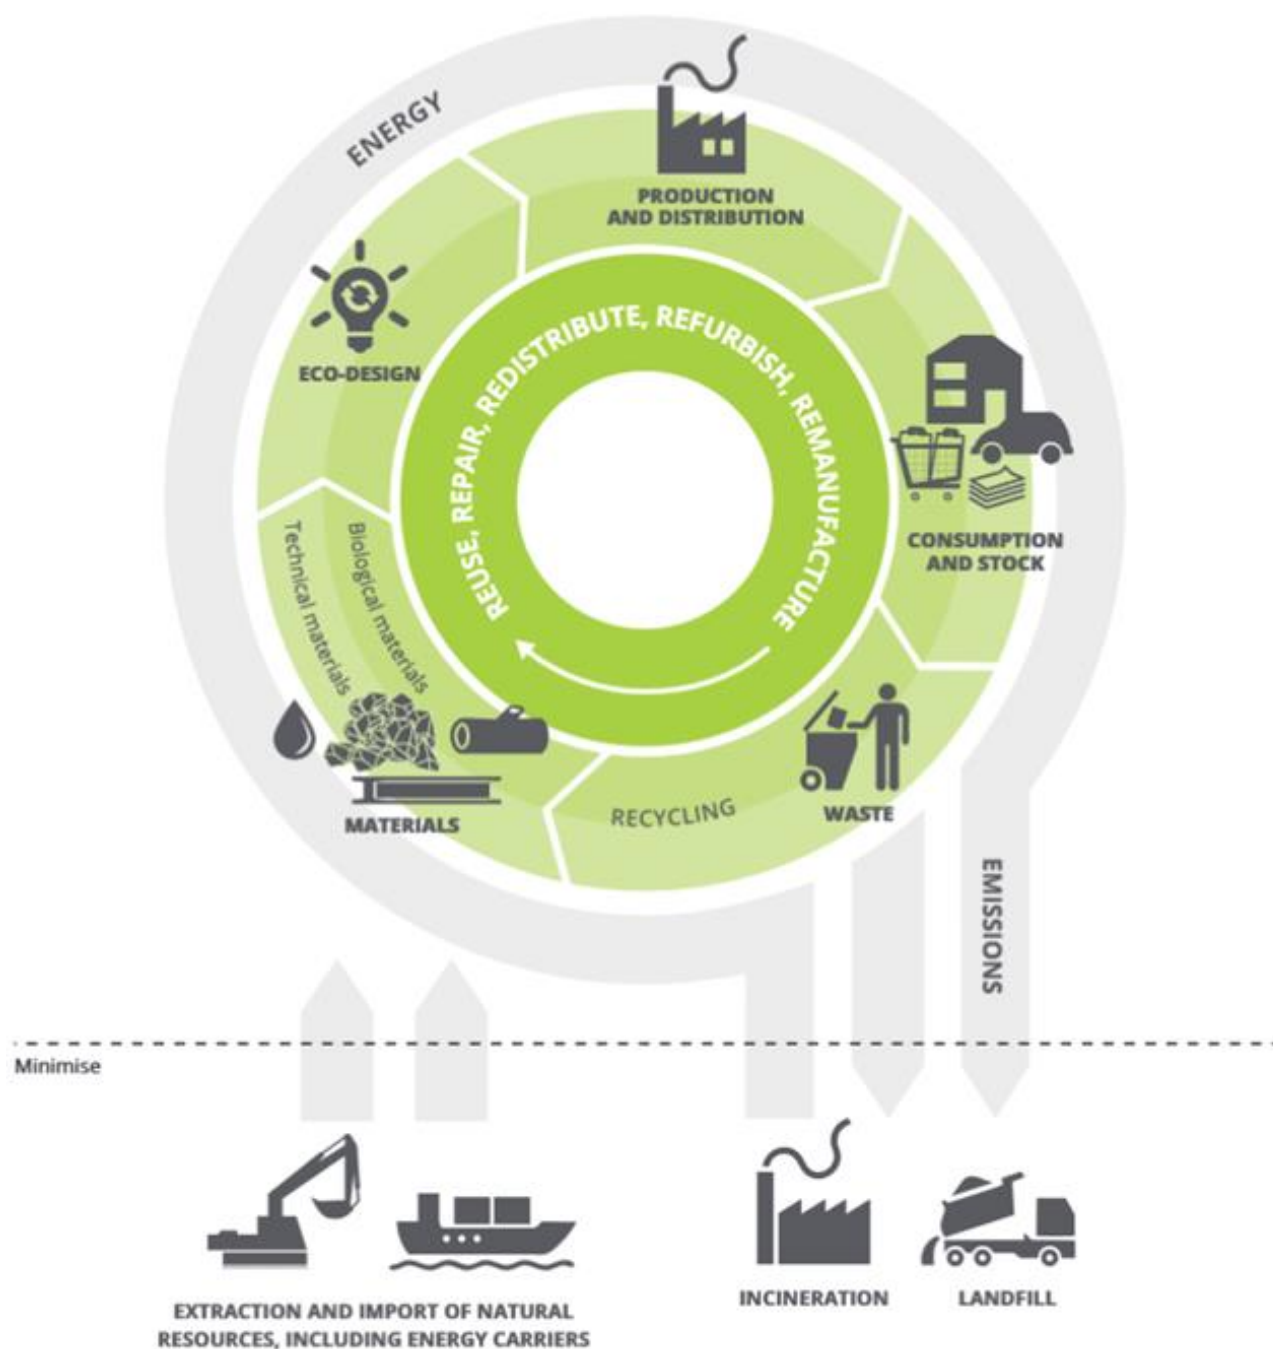 ENERGY
PRODUCTION
AND DISTRIBUTION
ECO-DESIGN
REUSE, REPAIR, REDISTRIBUTE, REFURBISH, REMANUFACTURE
CONSUMPTION
AND STOCK
Technical materials
Biological materials
MATERIALS
RECYCLING
WASTE
EMISSIONS
Minimise
EXTRACTION AND IMPORT OF NATURAL
RESOURCES, INCLUDING ENERGY CARRIERS
INCINERATION
LANDFILL